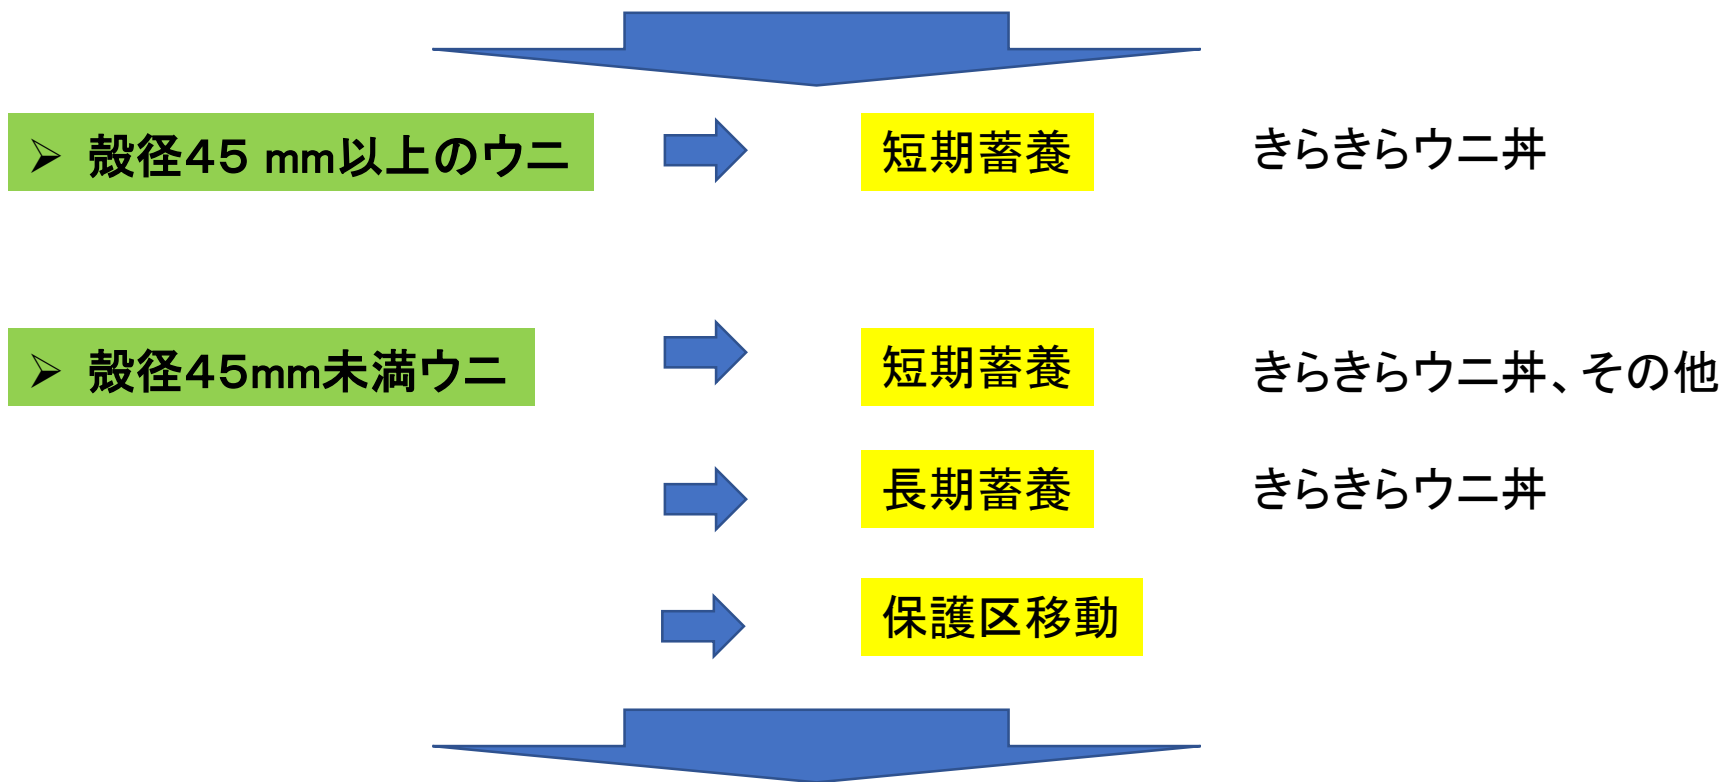 ➢ 殻径45 mm以上のウニ 短期蓄養 きらきらウニ丼
➢ 殻径45mm未満ウニ 短期蓄養 きらきらウニ丼、その他
長期蓄養 きらきらウニ丼
保護区移動